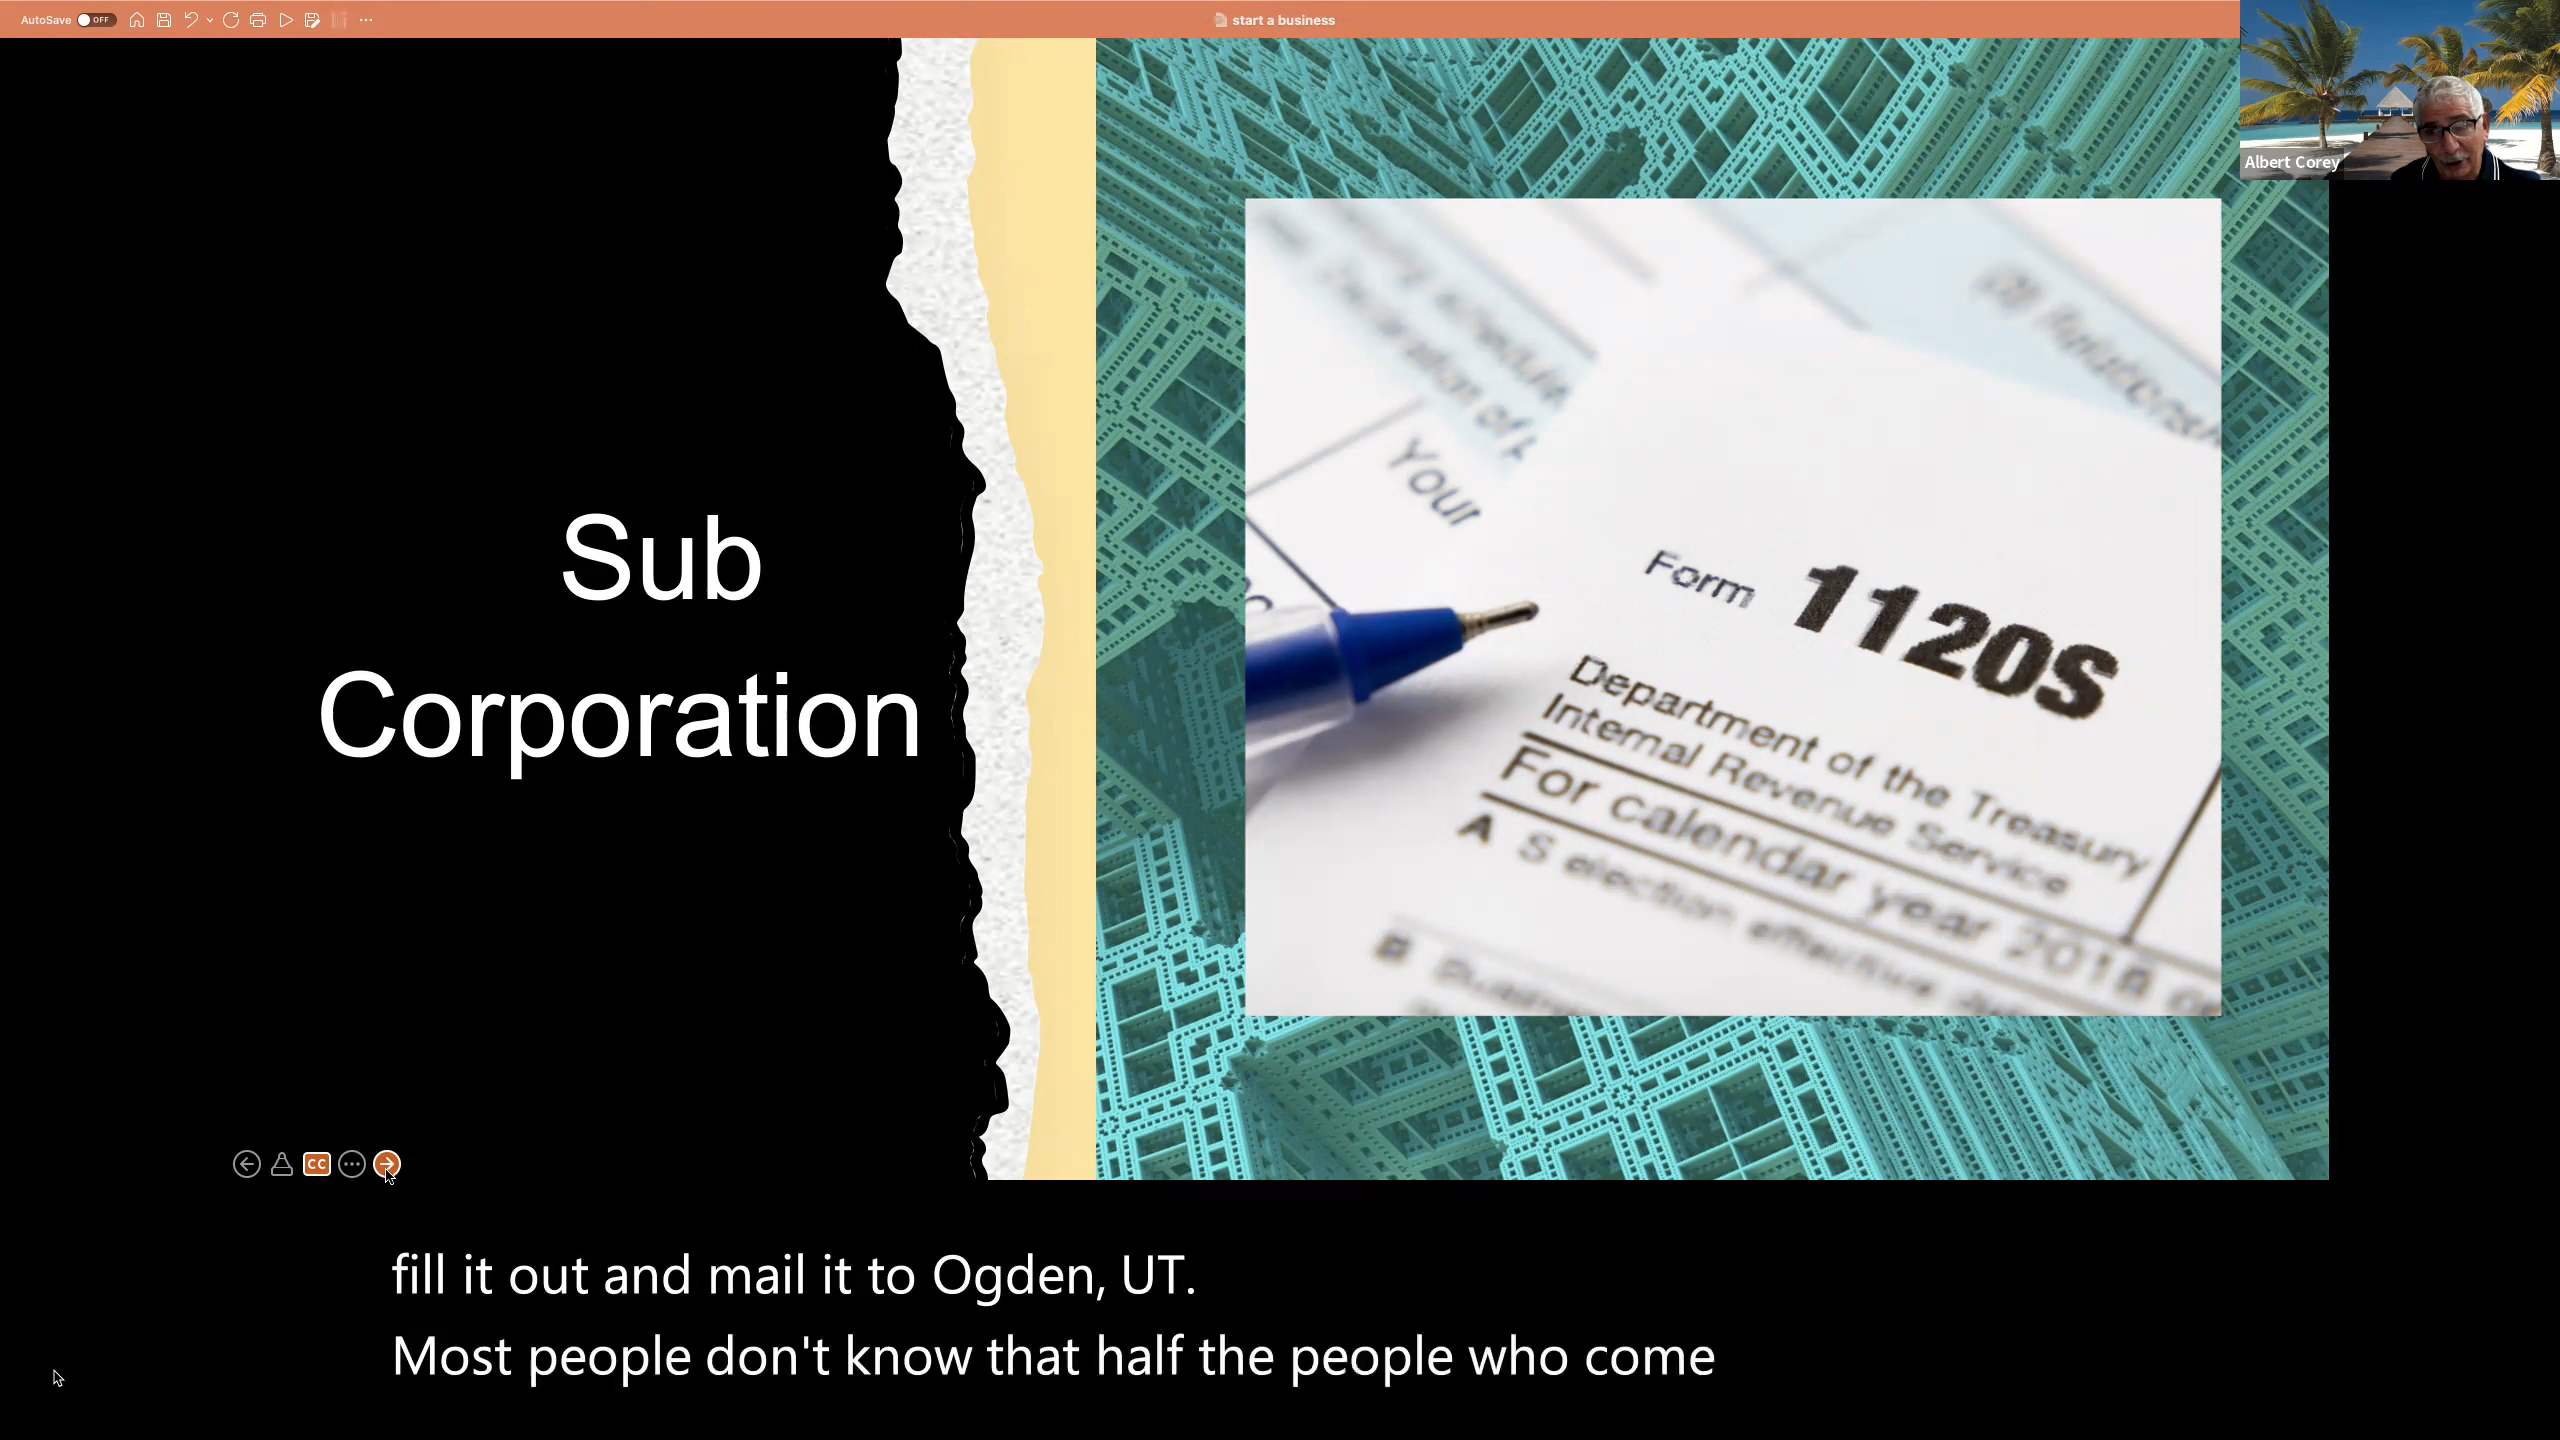 AutoSave OFF
start a business
Albert Corey
Sub
Corporation
Your
Form 1120S
Department of the Treasury
Internal Revenue Service
For calendar year 2018 or
A S election effective
B Business
CC
fill it out and mail it to Ogden, UT.
Most people don't know that half the people who come